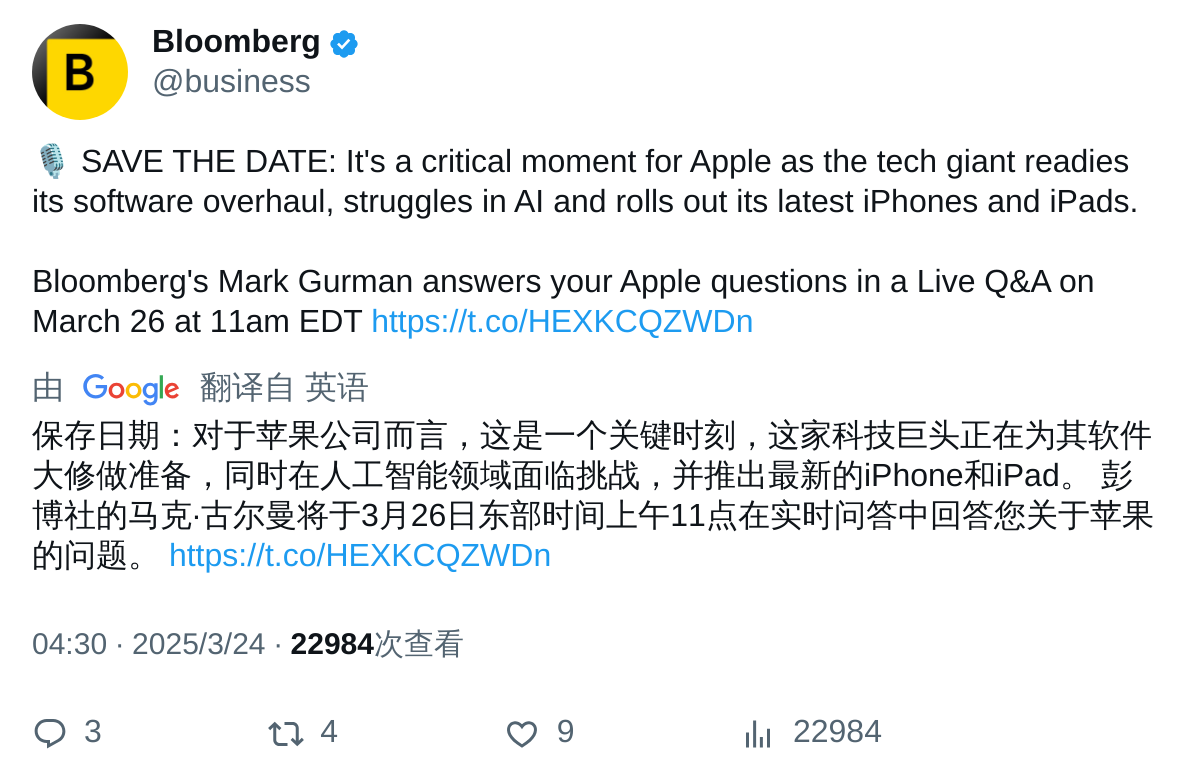 B
Bloomberg
@business
🎙️ SAVE THE DATE: It's a critical moment for Apple as the tech giant readies
its software overhaul, struggles in AI and rolls out its latest iPhones and iPads.
Bloomberg's Mark Gurman answers your Apple questions in a Live Q&A on
March 26 at 11am EDT https://t.co/HEXKCQZWDn
由 Google 翻译自 英语
保存日期：对于苹果公司而言，这是一个关键时刻，这家科技巨头正在为其软件
大修做准备，同时在人工智能领域面临挑战，并推出最新的iPhone和iPad。 彭
博社的马克·古尔曼将于3月26日东部时间上午11点在实时问答中回答您关于苹果
的问题。 https://t.co/HEXKCQZWDn
04:30 · 2025/3/24 · 22984次查看
3 4 9 22984